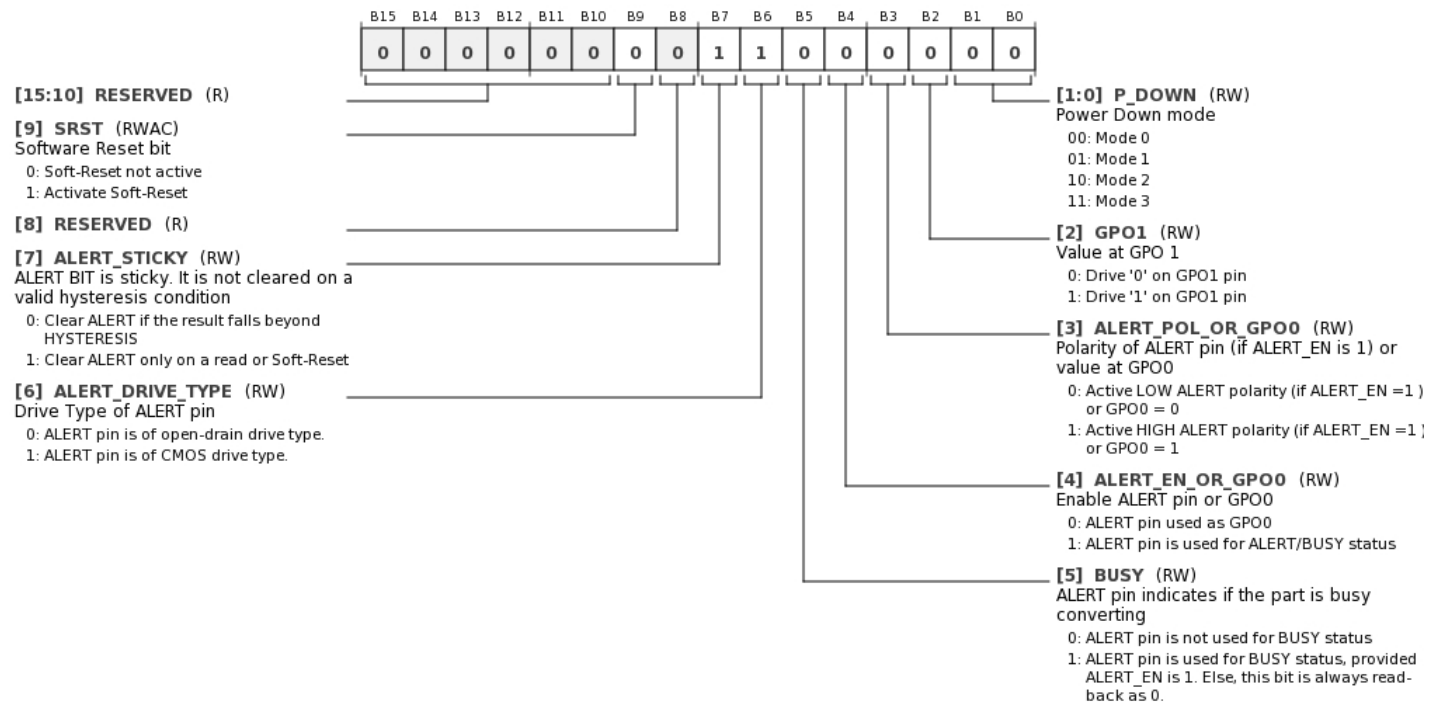 B15 B14 B13 B12 B11 B10 B9 B8 B7 B6 B5 B4 B3 B2 B1 B0
0 0 0 0 0 0 0 0 1 1 0 0 0 0 0 0
[15:10] RESERVED (R)
[9] SRST (RWAC)
Software Reset bit
0: Soft-Reset not active
1: Activate Soft-Reset
[8] RESERVED (R)
[7] ALERT_STICKY (RW)
ALERT BIT is sticky. It is not cleared on a
valid hysteresis condition
0: Clear ALERT if the result falls beyond
HYSTERESIS
1: Clear ALERT only on a read or Soft-Reset
[6] ALERT_DRIVE_TYPE (RW)
Drive Type of ALERT pin
0: ALERT pin is of open-drain drive type.
1: ALERT pin is of CMOS drive type.
[1:0] P_DOWN (RW)
Power Down mode
00: Mode 0
01: Mode 1
10: Mode 2
11: Mode 3
[2] GPO1 (RW)
Value at GPO 1
0: Drive '0' on GPO1 pin
1: Drive '1' on GPO1 pin
[3] ALERT_POL_OR_GPO0 (RW)
Polarity of ALERT pin (if ALERT_EN is 1) or
value at GPO0
0: Active LOW ALERT polarity (if ALERT_EN =1 )
or GPO0 = 0
1: Active HIGH ALERT polarity (if ALERT_EN =1 )
or GPO0 = 1
[4] ALERT_EN_OR_GPO0 (RW)
Enable ALERT pin or GPO0
0: ALERT pin used as GPO0
1: ALERT pin is used for ALERT/BUSY status
[5] BUSY (RW)
ALERT pin indicates if the part is busy
converting
0: ALERT pin is not used for BUSY status
1: ALERT pin is used for BUSY status, provided
ALERT_EN is 1. Else, this bit is always read-
back as 0.